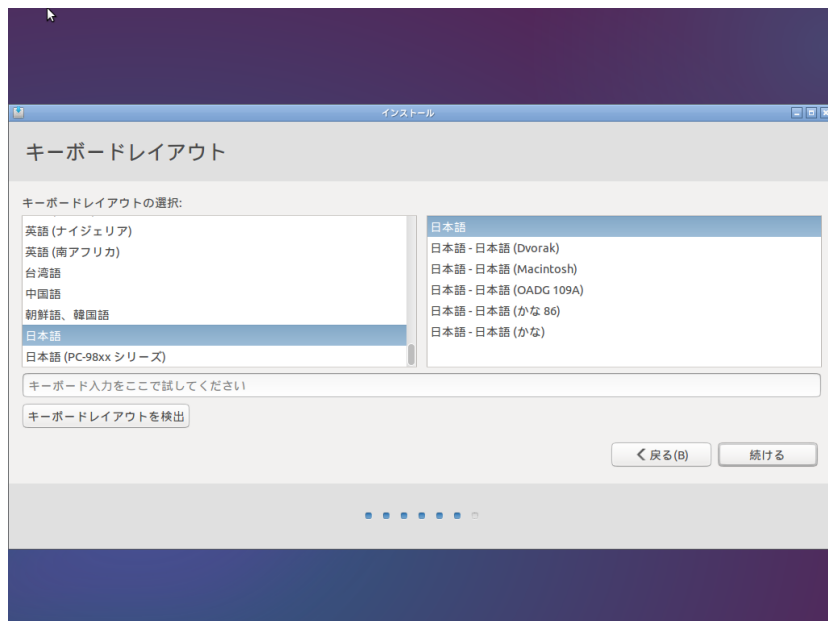 インストール
キーボードレイアウト
キーボードレイアウトの選択:
英語 (ナイジェリア)
英語 (南アフリカ)
台湾語
中国語
朝鮮語、韓国語
日本語
日本語 (PC-98xx シリーズ)
日本語
日本語 - 日本語 (Dvorak)
日本語 - 日本語 (Macintosh)
日本語 - 日本語 (OADG 109A)
日本語 - 日本語 (かな 86)
日本語 - 日本語 (かな)
キーボード入力をここで試してください
キーボードレイアウトを検出
戻る(B)
続ける